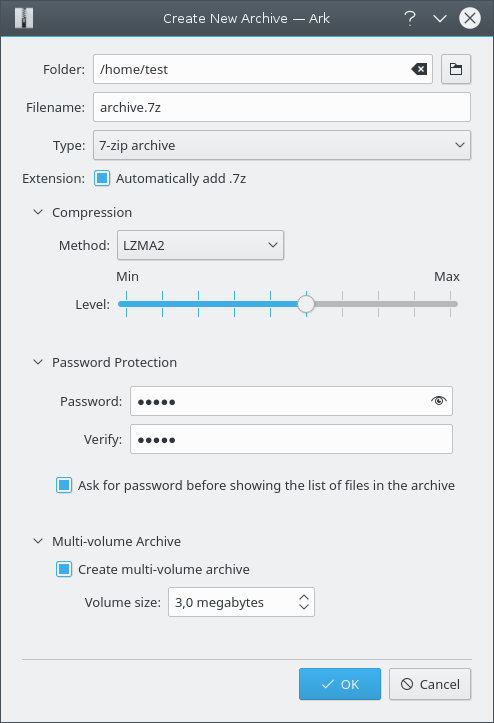 Create New Archive — Ark
Folder: /home/test
Filename: archive.7z
Type: 7-zip archive
Extension: Automatically add .7z
Compression
Method: LZMA2
Min Max
Level:
Password Protection
Password: ●●●●●
Verify: ●●●●●
Ask for password before showing the list of files in the archive
Multi-volume Archive
Create multi-volume archive
Volume size: 3,0 megabytes
OK Cancel